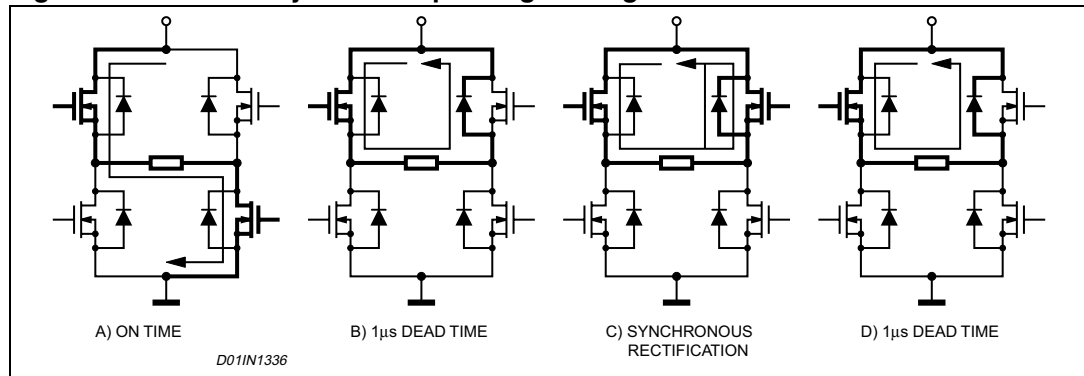 A) ON TIME
B) 1μs DEAD TIME
C) SYNCHRONOUS
RECTIFICATION
D) 1μs DEAD TIME
D01IN1336